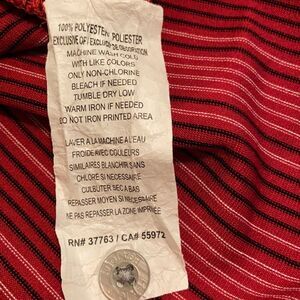 100% POLYESTER/ POLIESTER
EXCLUSIVE OF / EXCLUSIF DE DECORATION
MACHINE WASH COLD
WITH LIKE COLORS
ONLY NON-CHLORINE
BLEACH IF NEEDED
TUMBLE DRY LOW
WARM IRON IF NEEDED
DO NOT IRON PRINTED AREA
LAVER A LA MACHINE A L'EAU
FROIDE AVEC COULEURS
SIMILAIRES BLANCHIR SANS
CHLORE SI NECESSAIRE
CULBUTER SEC A BAS
REPASSER MOYEN SI NECESSAIRE
NE PAS REPASSER LA ZONE IMPRIMÉE
RN# 37763 / CA# 55972